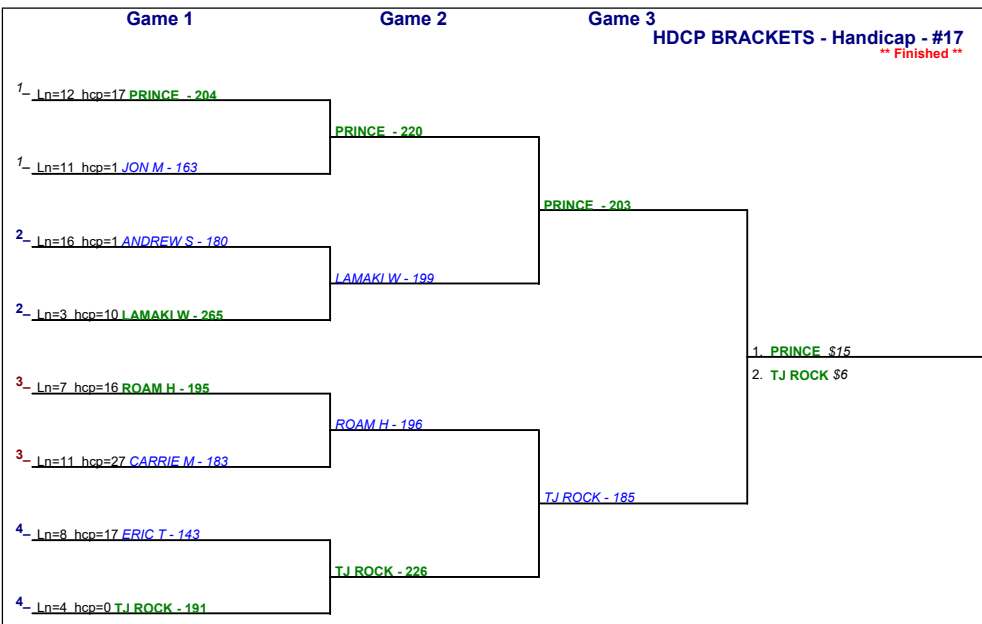 Game 1 Game 2 Game 3
HDCP BRACKETS - Handicap - #17
** Finished **
1_ Ln=12 hcp=17 PRINCE - 204
PRINCE - 220
1_ Ln=11 hcp=1 JON M - 163
PRINCE - 203
2_ Ln=16 hcp=1 ANDREW S - 180
LAMAKI W - 199
2_ Ln=3 hcp=10 LAMAKI W - 265
1. PRINCE $15
2. TJ ROCK $6
3_ Ln=7 hcp=16 ROAM H - 195
ROAM H - 196
3_ Ln=11 hcp=27 CARRIE M - 183
TJ ROCK - 185
4_ Ln=8 hcp=17 ERIC T - 143
TJ ROCK - 226
4_ Ln=4 hcp=0 TJ ROCK - 191